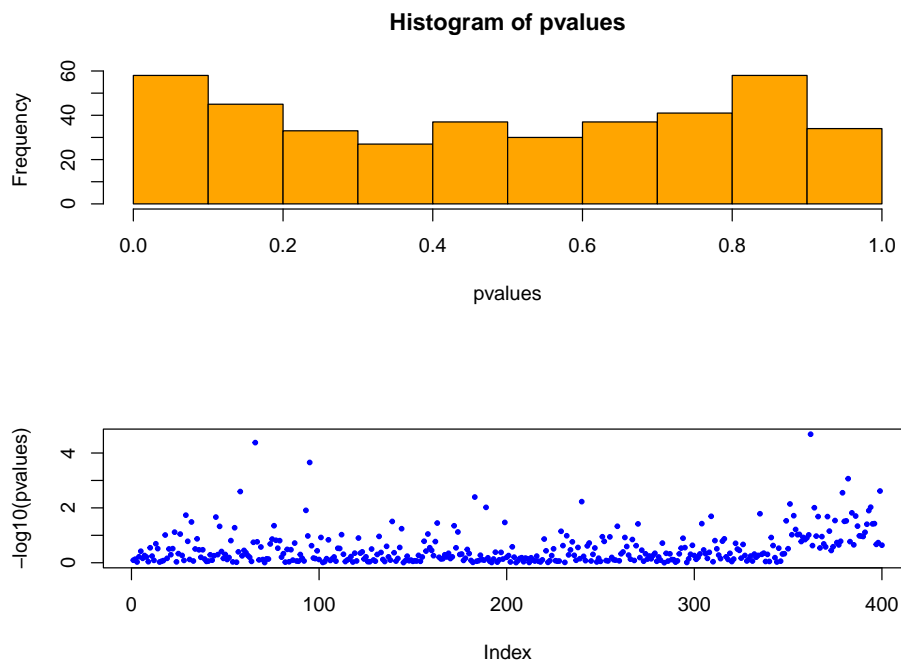 Histogram of pvalues
Frequency
60
40
20
0
0.0 0.2 0.4 0.6 0.8 1.0
pvalues
−log10(pvalues)
4
2
0
0 100 200 300 400
Index